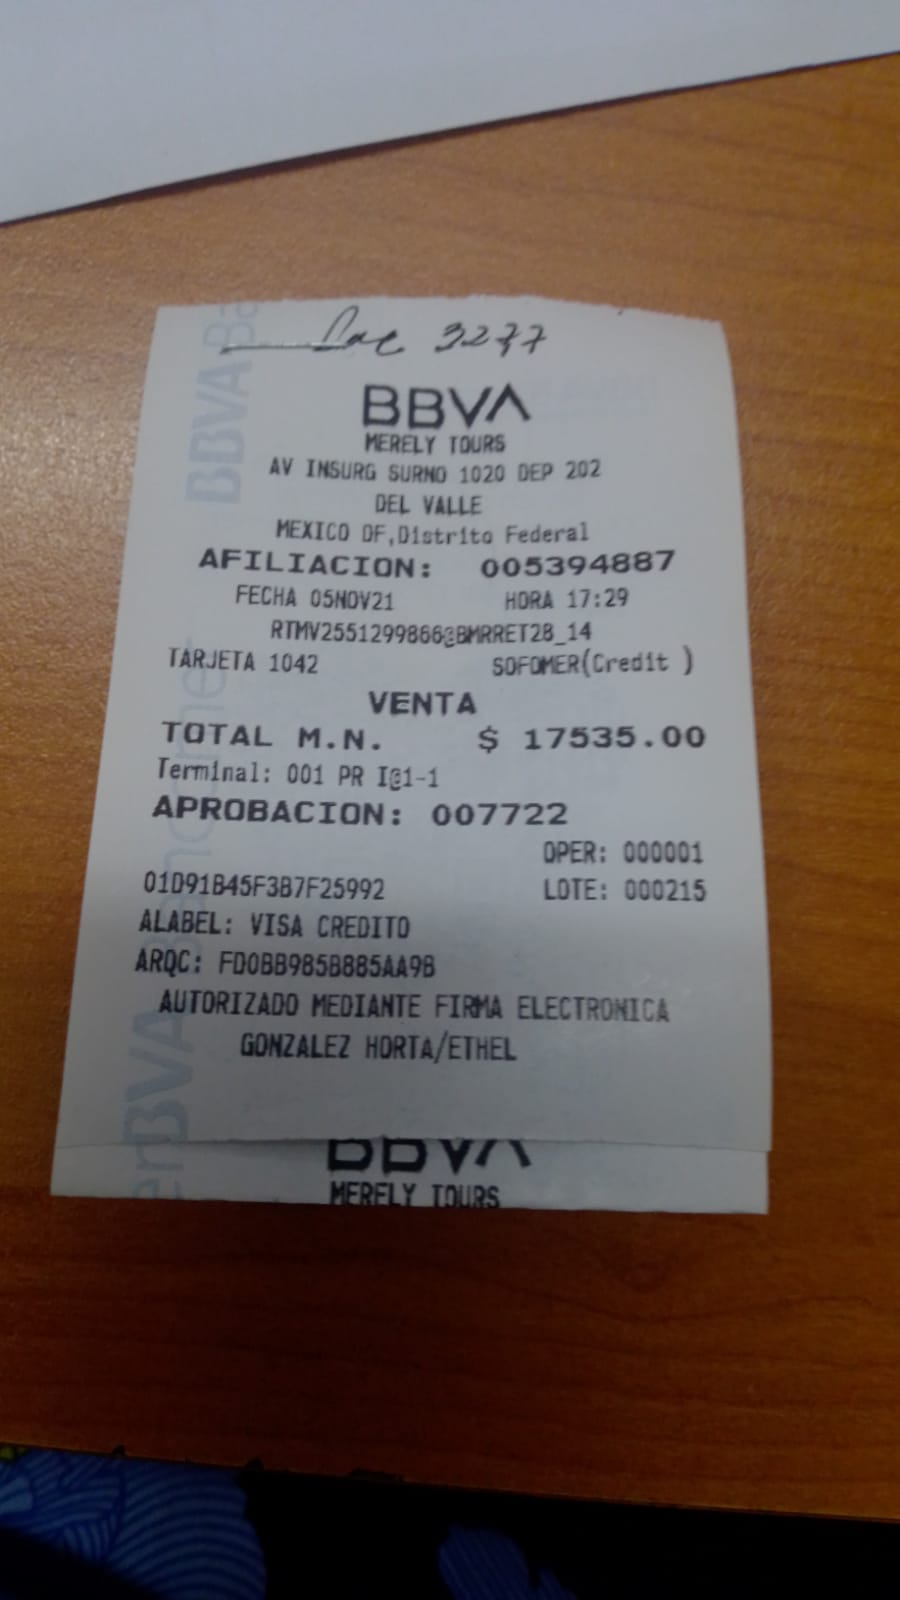 Loc 3277
BBVA
MERELY TOURS
AV INSURG SURNO 1020 DEP 202
DEL VALLE
MEXICO DF,Distrito Federal
AFILIACION: 005394887
FECHA 05NOV21 HORA 17:29
RTMV2551299866@BMRRET28_14
TARJETA 1042 SOFOMER(Credit )
VENTA
TOTAL M.N. $ 17535.00
Terminal: 001 PR I@1-1
APROBACION: 007722
OPER: 000001
01D91B45F3B7F25992 LOTE: 000215
ALABEL: VISA CREDITO
ARQC: FD0BB985B885AA9B
AUTORIZADO MEDIANTE FIRMA ELECTRONICA
GONZALEZ HORTA/ETHEL
BBVA
MERELY TOURS